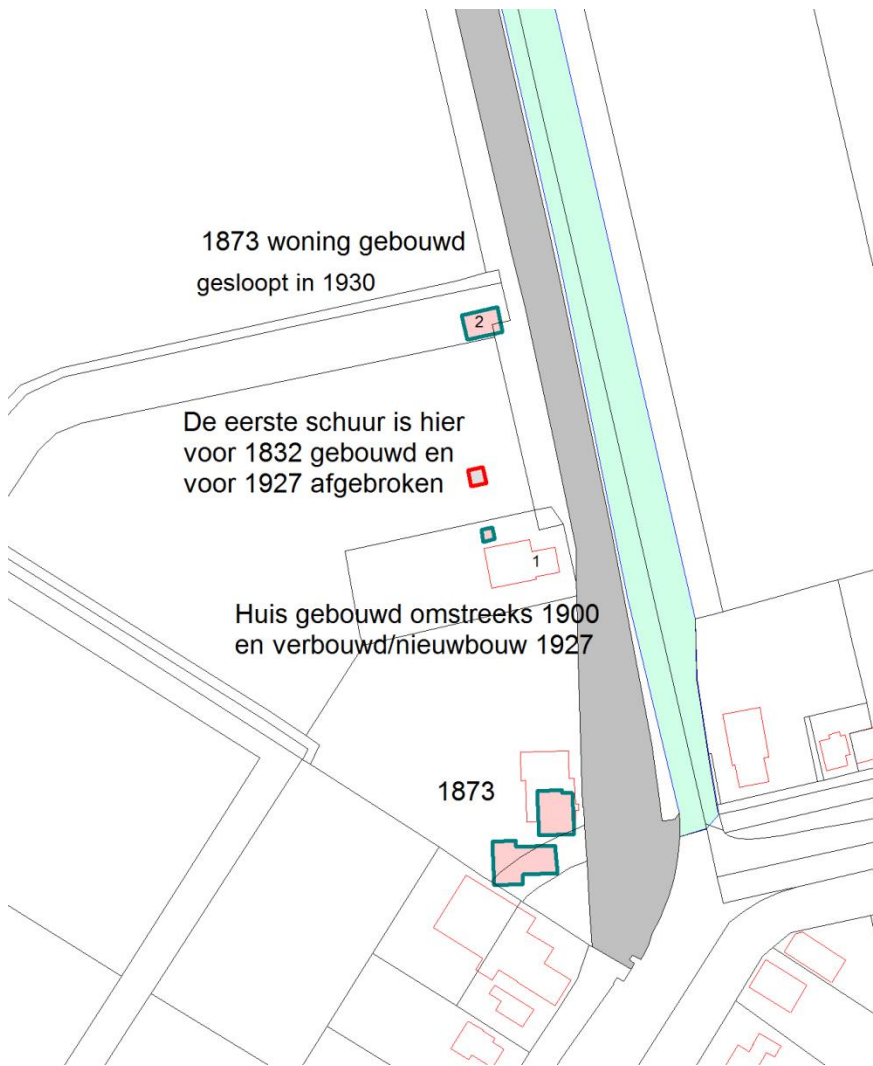 1873 woning gebouwd
gesloopt in 1930
2
De eerste schuur is hier
voor 1832 gebouwd en
voor 1927 afgebroken
1
Huis gebouwd omstreeks 1900
en verbouwd/nieuwbouw 1927
1873